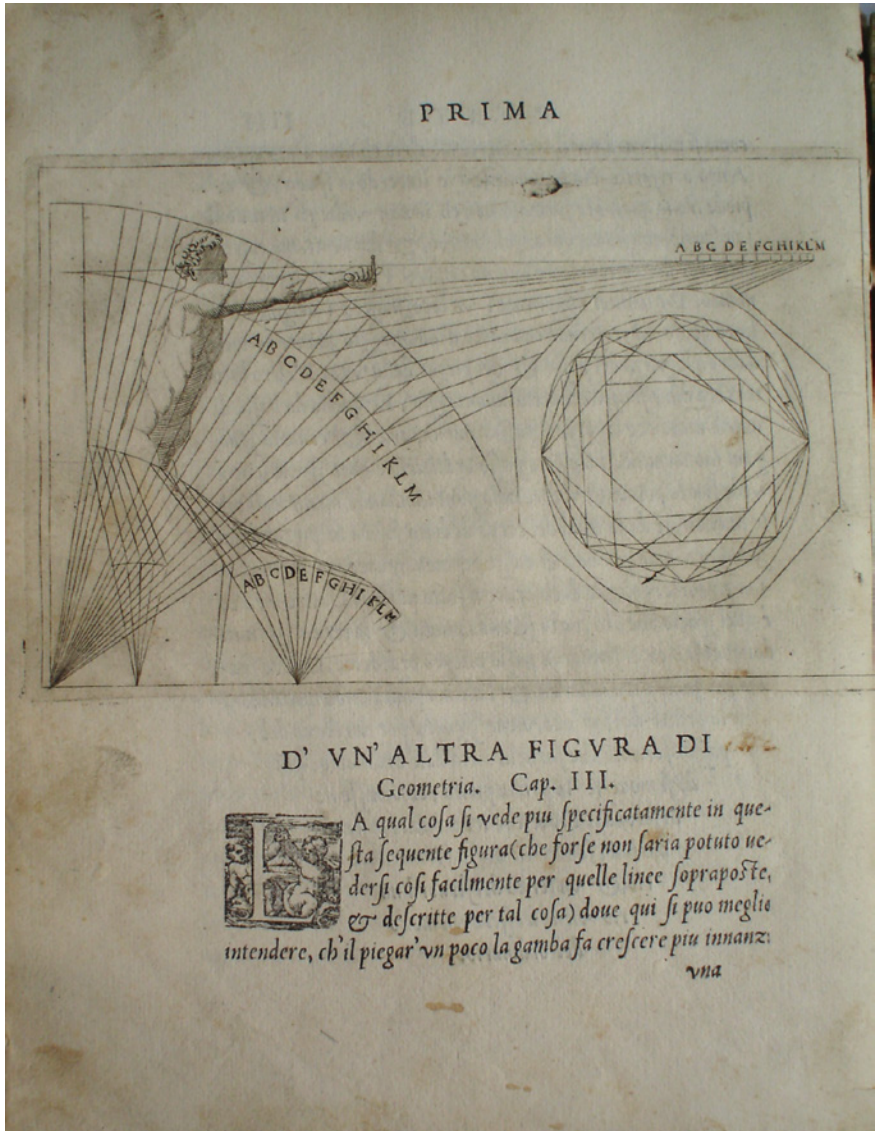 PRIMA
A B C D E F G H I K L M
A B C D E F G H I K L M
A B C D E F G H I K L M
D' VN' ALTRA FIGVRA DI
Geometria. Cap. III.
LA qual coſa ſi vede piu ſpecificatamente in que-
ſta ſequente figura (che forſe non ſaria potuto ue-
derſi coſi facilmente per quelle linee ſoprapoſte,
& deſcritte per tal coſa) doue qui ſi puo meglio
intendere, ch'il piegar' vn poco la gamba fa creſcere piu innanzi
vna